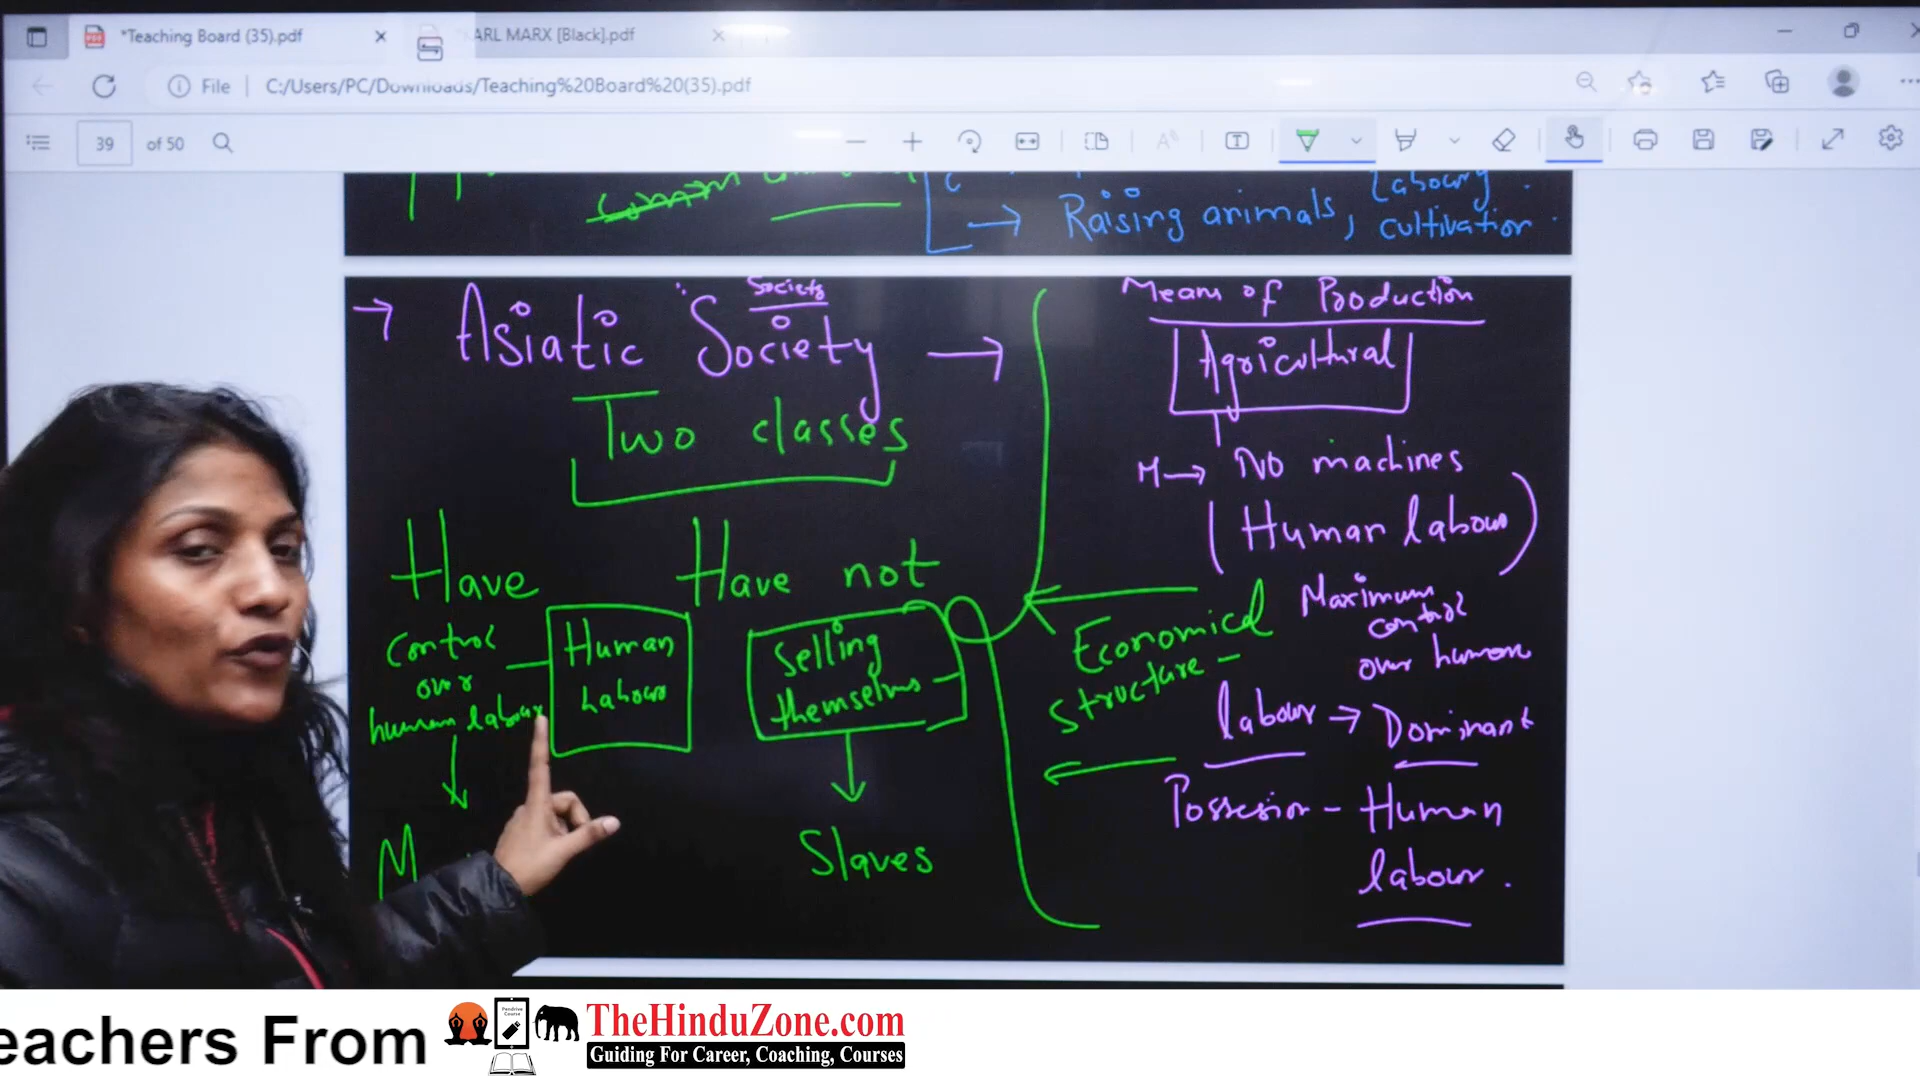 *Teaching Board (35).pdf
ARL MARX [Black].pdf
File
C:/Users/PC/Downloads/Teaching%20Board%20(35).pdf
39 of 50
labour
→ Raising animals, cultivation.
→ Asiatic Society →
Society
Two classes
Have
Have not
Control over human labour
Human labour
Selling themselves
M
Slaves
Means of Production
Agricultural
M → No machines
(Human labour)
Economical structure -
Maximum control over human
labour → Dominant
Possession - Human labour.
eachers From
TheHinduZone.com
Guiding For Career, Coaching, Courses